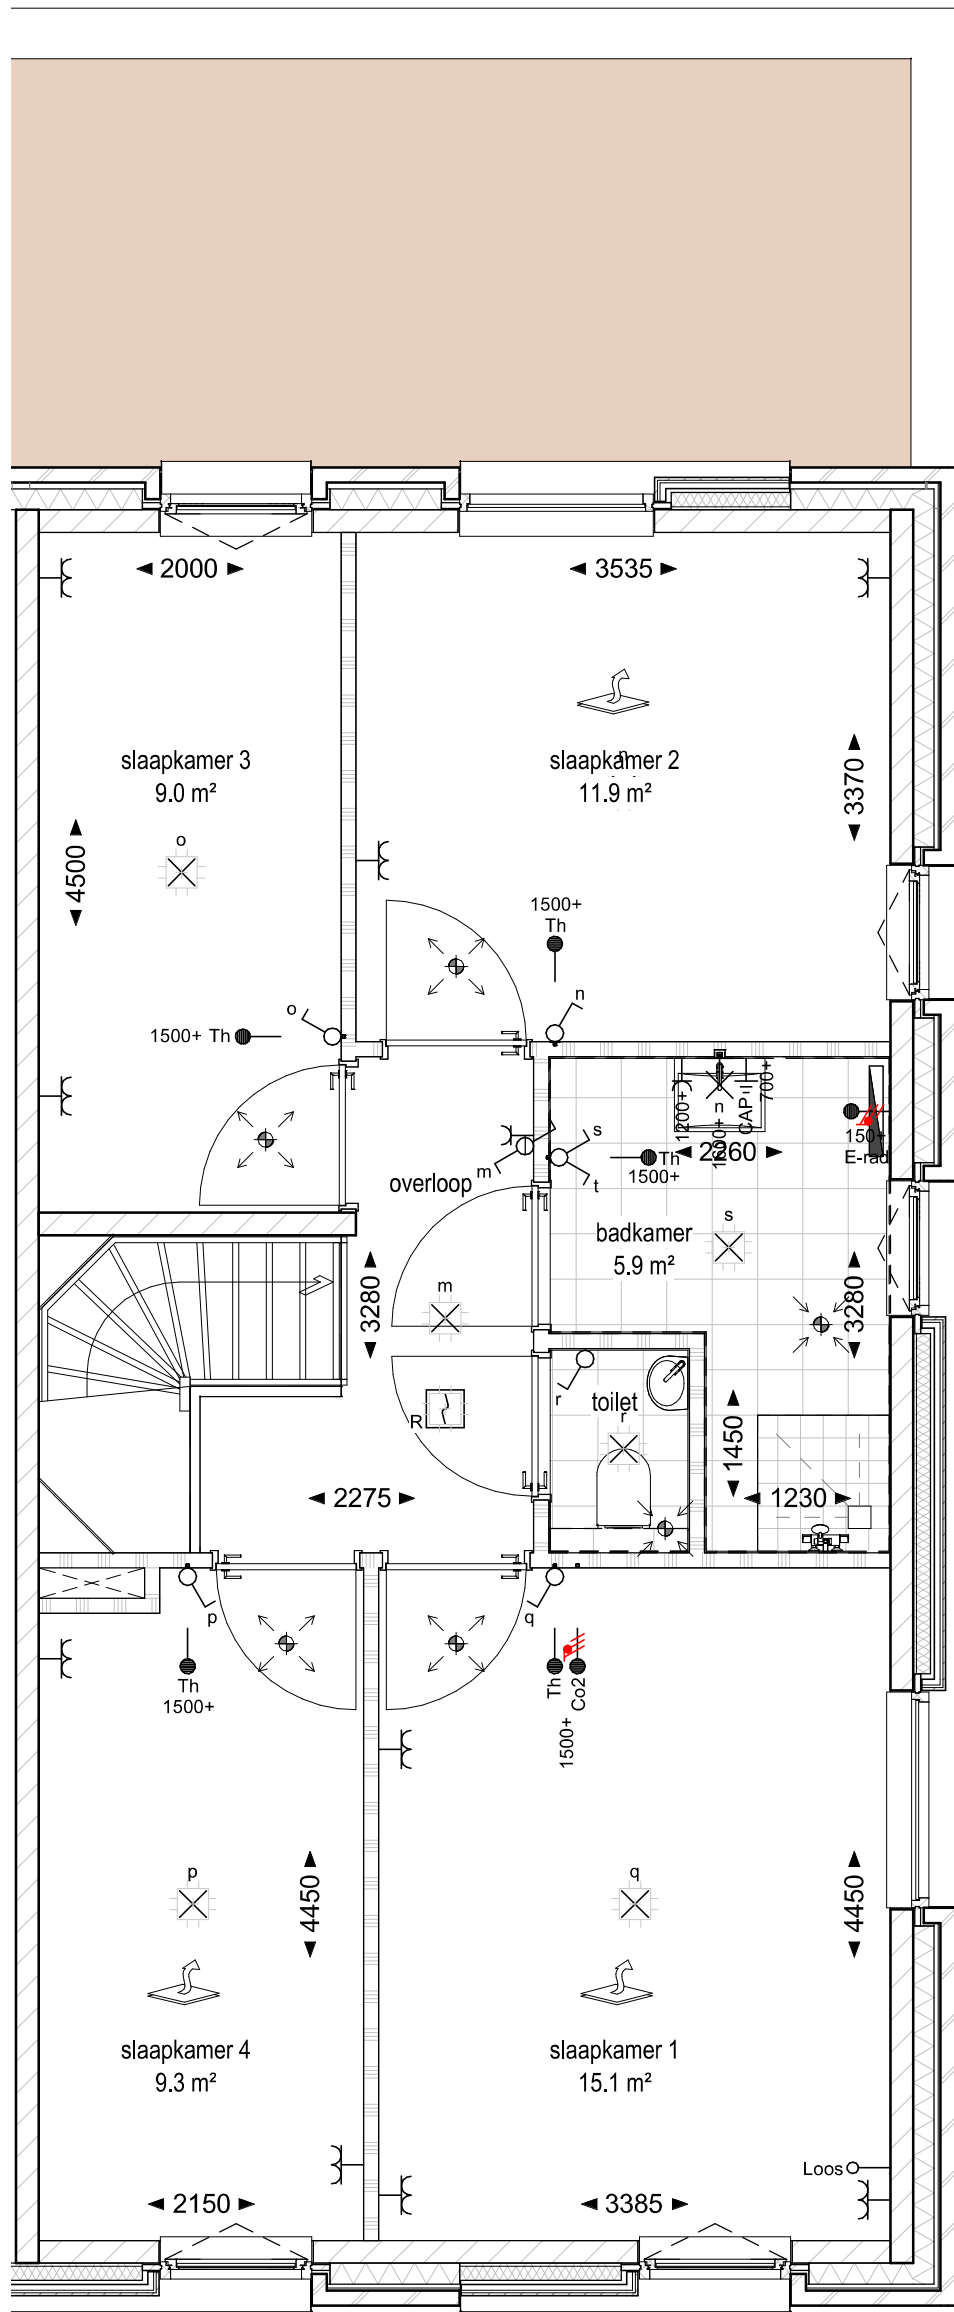 2000
3535
slaapkamer 3
9.0 m²
slaapkamer 2
11.9 m²
n
3370
4500
o
1500+
Th
n
o
1500+ Th
1200+
1600+ n
CAP
700+
2260
150+
E-rad
m
s
t
Th
1500+
overloop
badkamer
5.9 m²
s
3280
m
3280
r
toilet
r
R
1450
2275
1230
p
q
Th
1500+
Th
Co2
1500+
p
q
4450
4450
slaapkamer 4
9.3 m²
slaapkamer 1
15.1 m²
Loos
2150
3385